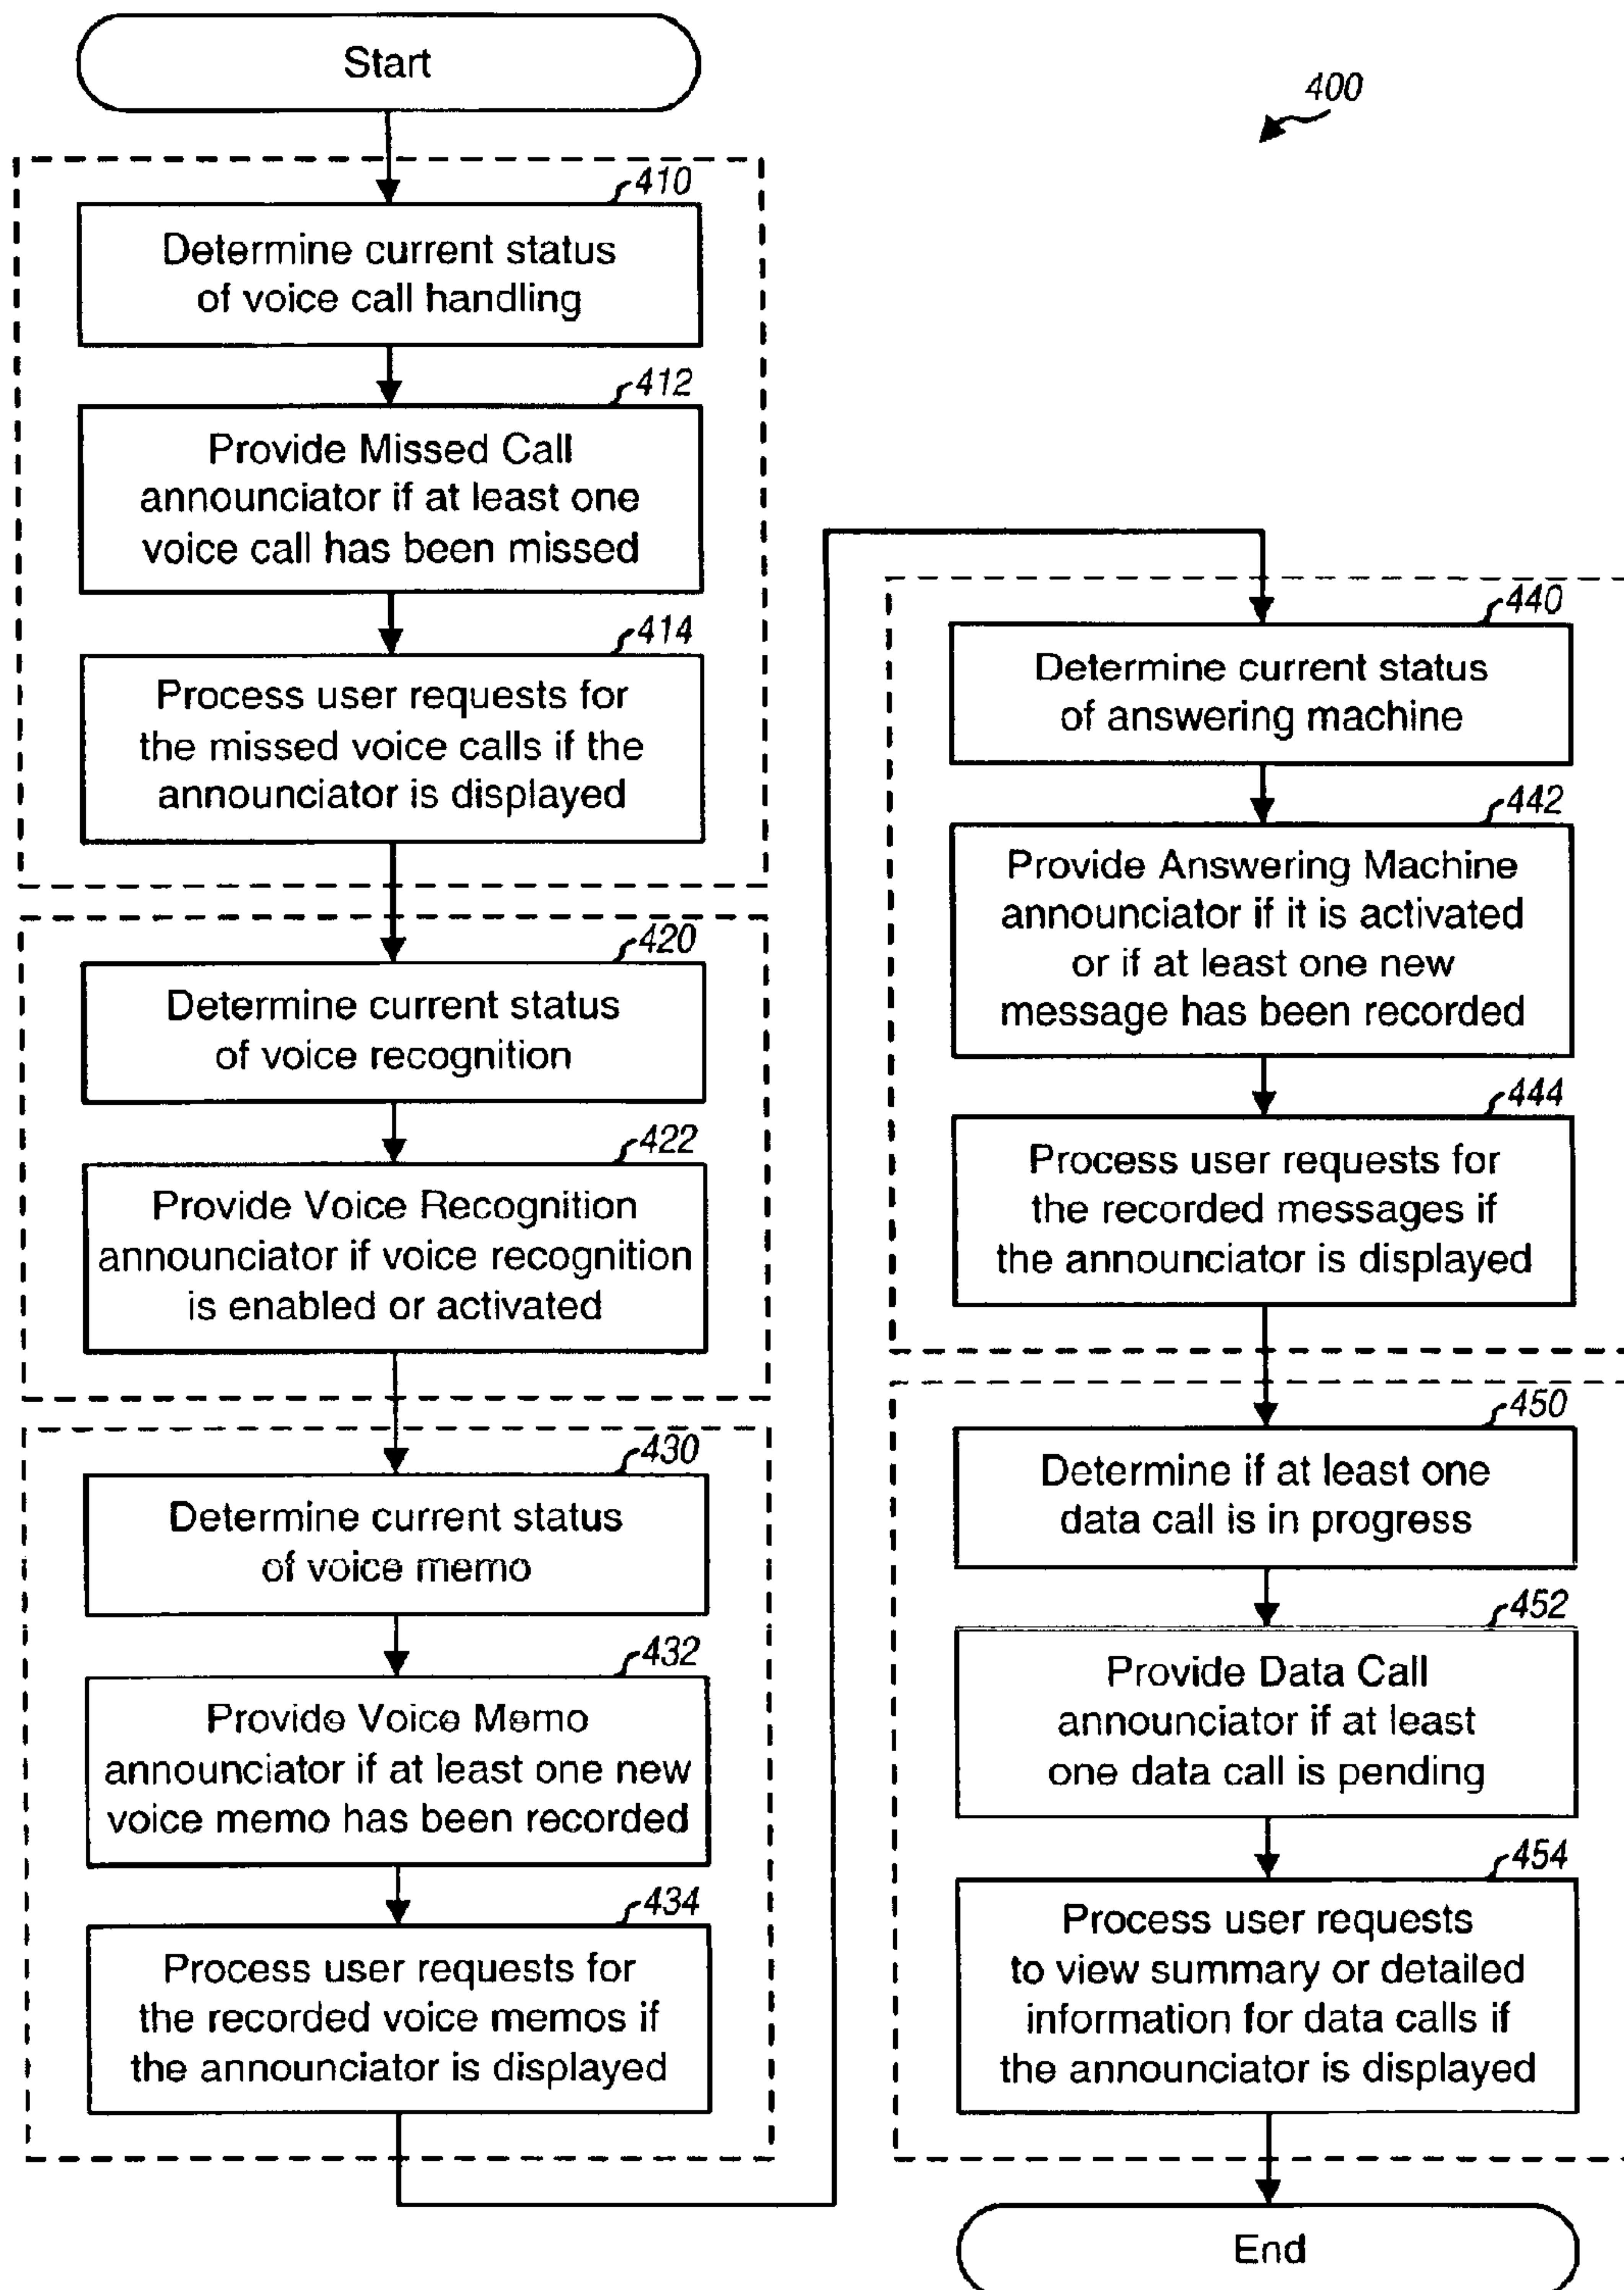 Start
400
410
Determine current status
of voice call handling
412
Provide Missed Call
announciator if at least one
voice call has been missed
414
Process user requests for
the missed voice calls if the
announciator is displayed
420
Determine current status
of voice recognition
422
Provide Voice Recognition
announciator if voice recognition
is enabled or activated
430
Determine current status
of voice memo
432
Provide Voice Memo
announciator if at least one new
voice memo has been recorded
434
Process user requests for
the recorded voice memos if
the announciator is displayed
440
Determine current status
of answering machine
442
Provide Answering Machine
announciator if it is activated
or if at least one new
message has been recorded
444
Process user requests for
the recorded messages if
the announciator is displayed
450
Determine if at least one
data call is in progress
452
Provide Data Call
announciator if at least
one data call is pending
454
Process user requests
to view summary or detailed
information for data calls if
the announciator is displayed
End